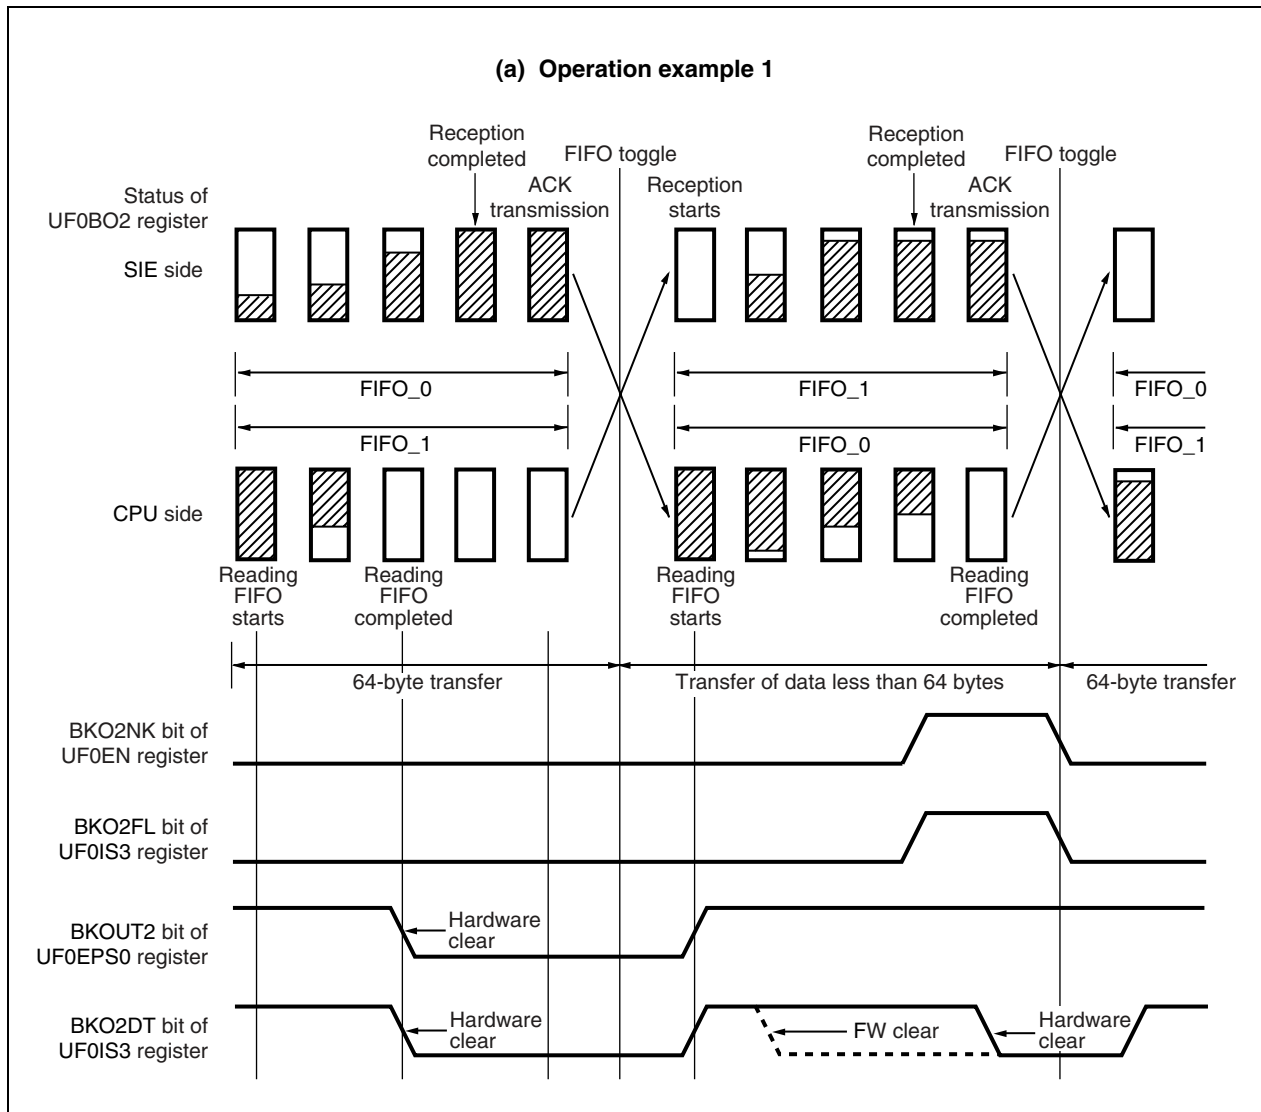 (a) Operation example 1
Reception
completed
FIFO toggle
Reception
completed
FIFO toggle
Status of
UF0BO2 register
ACK
transmission
Reception
starts
ACK
transmission
SIE side
FIFO_0
FIFO_1
FIFO_0
FIFO_1
FIFO_0
FIFO_1
CPU side
Reading
FIFO
starts
Reading
FIFO
completed
Reading
FIFO
starts
Reading
FIFO
completed
64-byte transfer
Transfer of data less than 64 bytes
64-byte transfer
BKO2NK bit of
UF0EN register
BKO2FL bit of
UF0IS3 register
BKOUT2 bit of
UF0EPS0 register
Hardware
clear
BKO2DT bit of
UF0IS3 register
Hardware
clear
FW clear
Hardware
clear